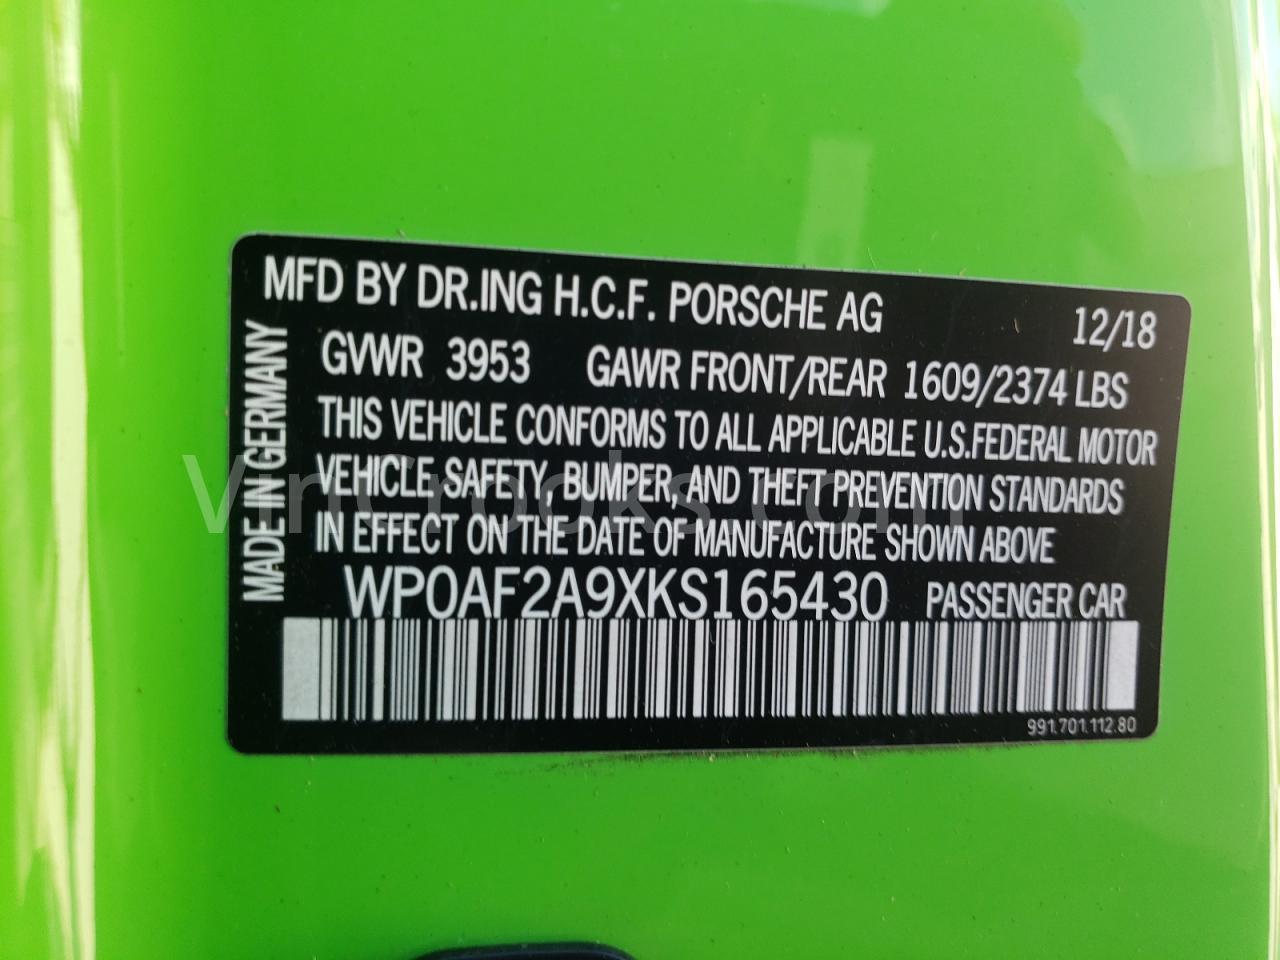 MFD BY DR.ING H.C.F. PORSCHE AG 12/18
GVWR 3953 GAWR FRONT/REAR 1609/2374 LBS
THIS VEHICLE CONFORMS TO ALL APPLICABLE U.S.FEDERAL MOTOR
VEHICLE SAFETY, BUMPER, AND THEFT PREVENTION STANDARDS
IN EFFECT ON THE DATE OF MANUFACTURE SHOWN ABOVE
WP0AF2A9XKS165430 PASSENGER CAR
991.701.112.80
MADE IN GERMANY
VinCrooks.com